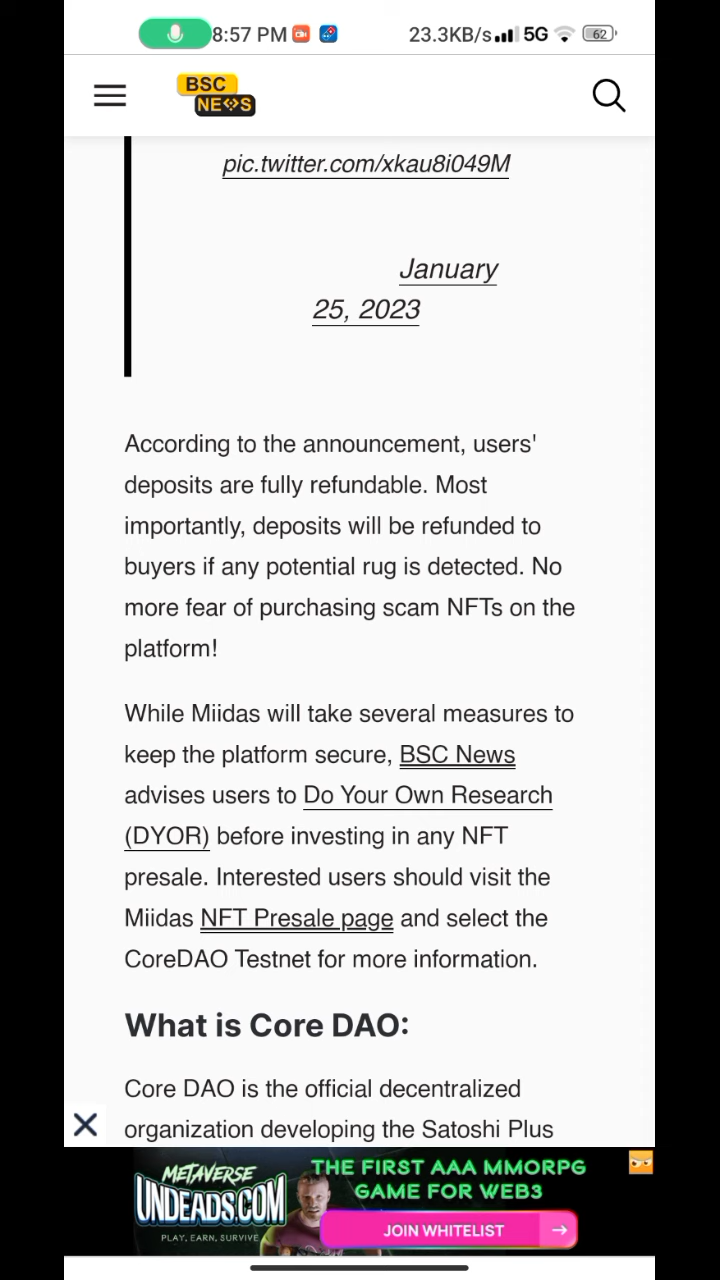 8:57 PM 23.3KB/s 5G 62
BSC
NEWS
pic.twitter.com/xkau8i049M
January
25, 2023
According to the announcement, users'
deposits are fully refundable. Most
importantly, deposits will be refunded to
buyers if any potential rug is detected. No
more fear of purchasing scam NFTs on the
platform!
While Miidas will take several measures to
keep the platform secure, BSC News
advises users to Do Your Own Research
(DYOR) before investing in any NFT
presale. Interested users should visit the
Miidas NFT Presale page and select the
CoreDAO Testnet for more information.
What is Core DAO:
Core DAO is the official decentralized
organization developing the Satoshi Plus
METAVERSE
UNDEADS.COM
PLAY, EARN, SURVIVE
THE FIRST AAA MMORPG
GAME FOR WEB3
JOIN WHITELIST